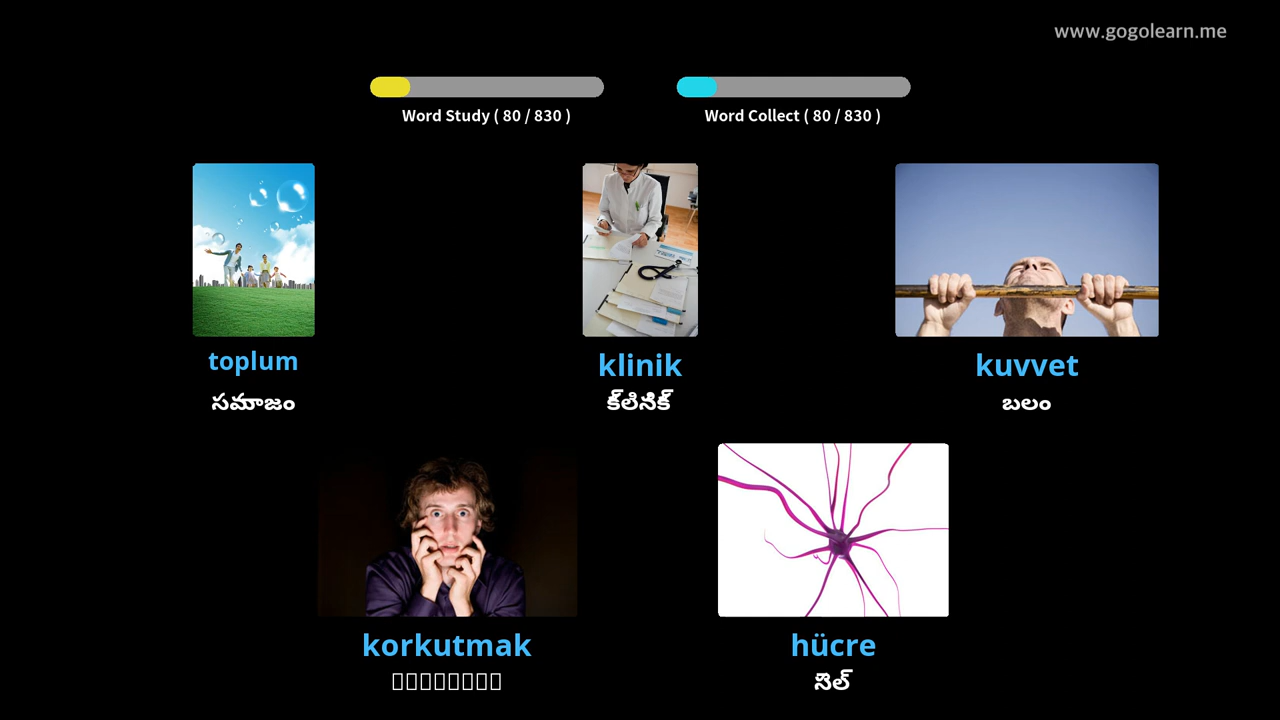 www.gogolearn.me
Word Study ( 80 / 830 )
Word Collect ( 80 / 830 )
toplum
klinik
kuvvet
సమాజం
క్లినిక్
బలం
korkutmak
hücre
సెల్